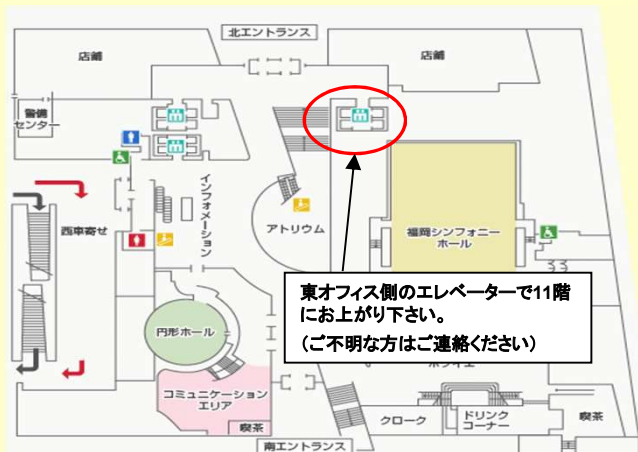 北エントランス
店舗
店舗
警備
センター
インフォメーション
西車寄せ
アトリウム
福岡シンフォニー
ホール
東オフィス側のエレベーターで11階
にお上がり下さい。
(ご不明な方はご連絡ください)
円形ホール
ホワイエ
コミュニケーション
エリア
喫茶
クローク
ドリンク
コーナー
喫茶
南エントランス